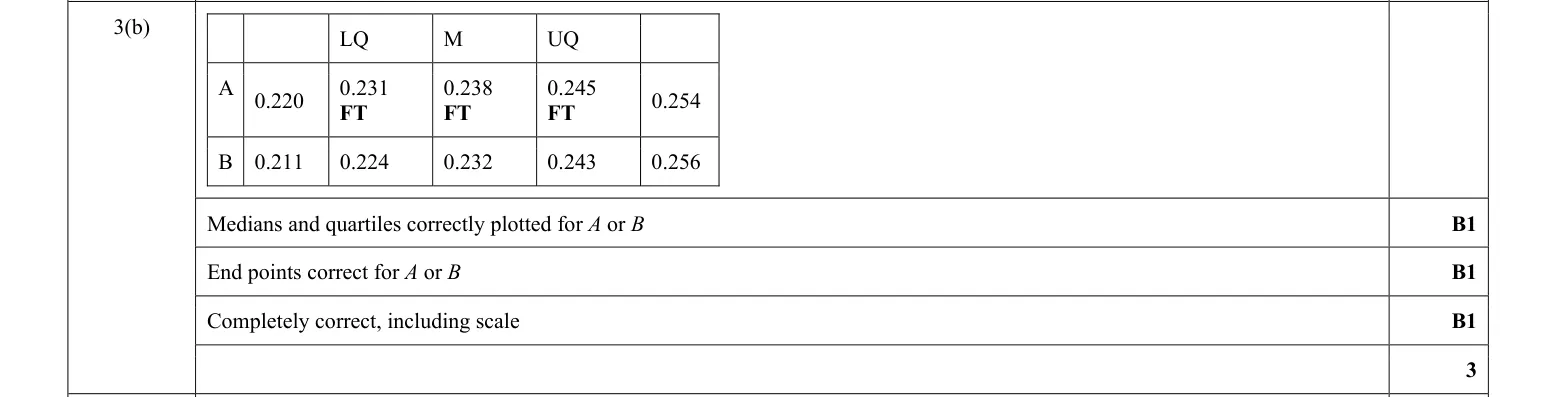 3(b)
LQ M UQ
A 0.220 0.231 FT 0.238 FT 0.245 FT 0.254
B 0.211 0.224 0.232 0.243 0.256
Medians and quartiles correctly plotted for A or B B1
End points correct for A or B B1
Completely correct, including scale B1
3